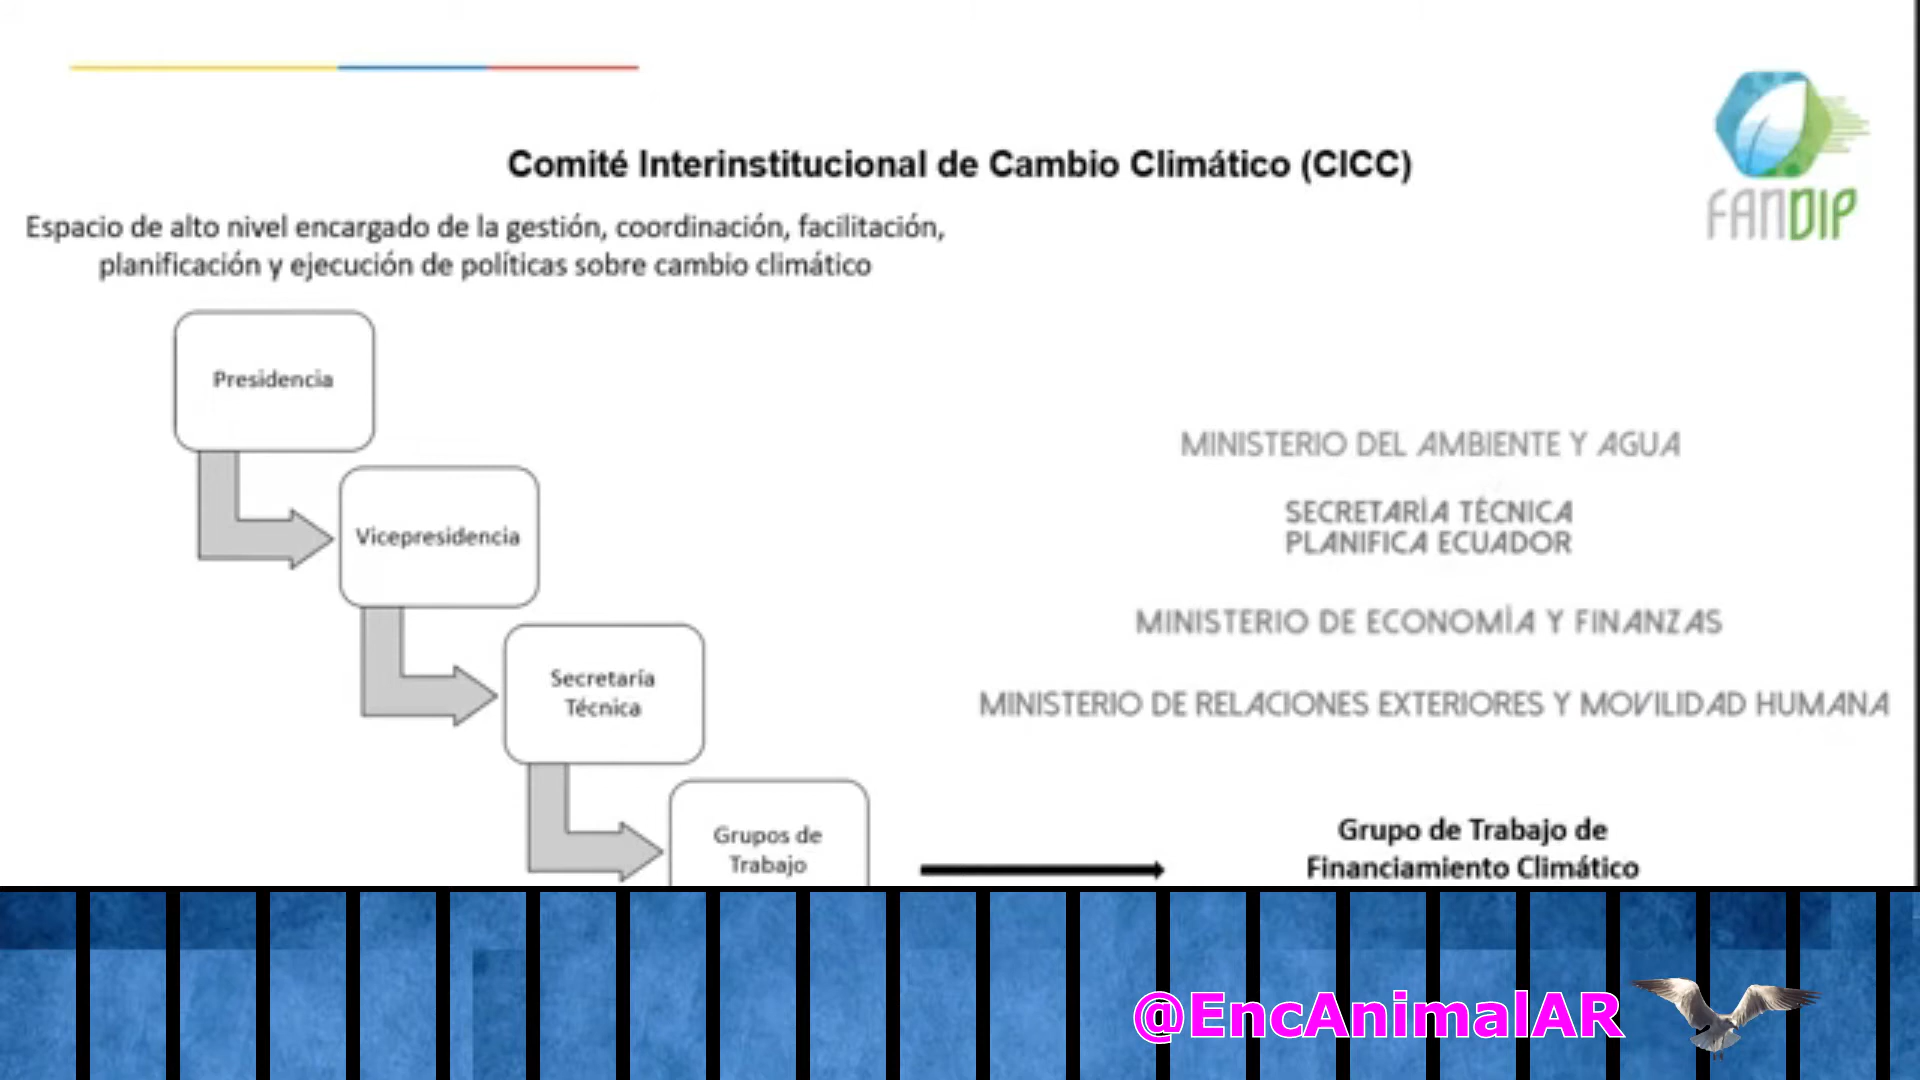 Comité Interinstitucional de Cambio Climático (CICC)
FANDIP
Espacio de alto nivel encargado de la gestión, coordinación, facilitación,
planificación y ejecución de políticas sobre cambio climático
Presidencia
Vicepresidencia
Secretaría
Técnica
Grupos de
Trabajo
MINISTERIO DEL AMBIENTE Y AGUA
SECRETARÍA TÉCNICA
PLANIFICA ECUADOR
MINISTERIO DE ECONOMÍA Y FINANZAS
MINISTERIO DE RELACIONES EXTERIORES Y MOVILIDAD HUMANA
Grupo de Trabajo de
Financiamiento Climático
@EncAnimalAR